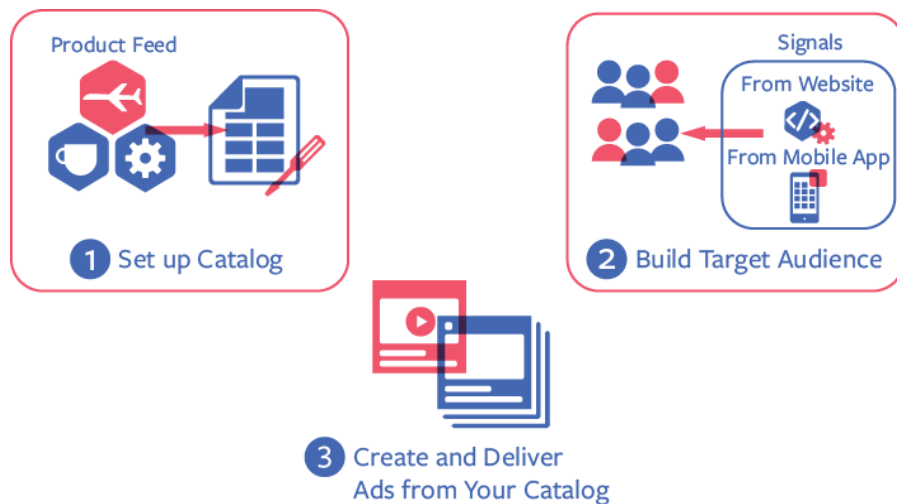 Product Feed
1 Set up Catalog
Signals
From Website
</>
From Mobile App
2 Build Target Audience
3 Create and Deliver
Ads from Your Catalog